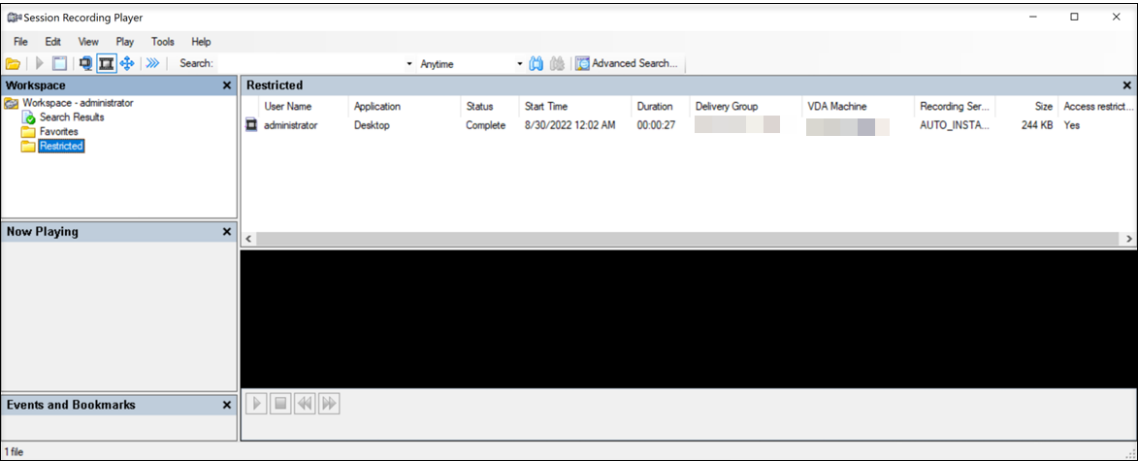 Session Recording Player
File Edit View Play Tools Help
Search: Anytime Advanced Search...
Workspace
Workspace - administrator
Search Results
Favorites
Restricted
Restricted
User Name Application Status Start Time Duration Delivery Group VDA Machine Recording Ser... Size Access restrict...
administrator Desktop Complete 8/30/2022 12:02 AM 00:00:27 AUTO_INSTA... 244 KB Yes
Now Playing
Events and Bookmarks
1 file